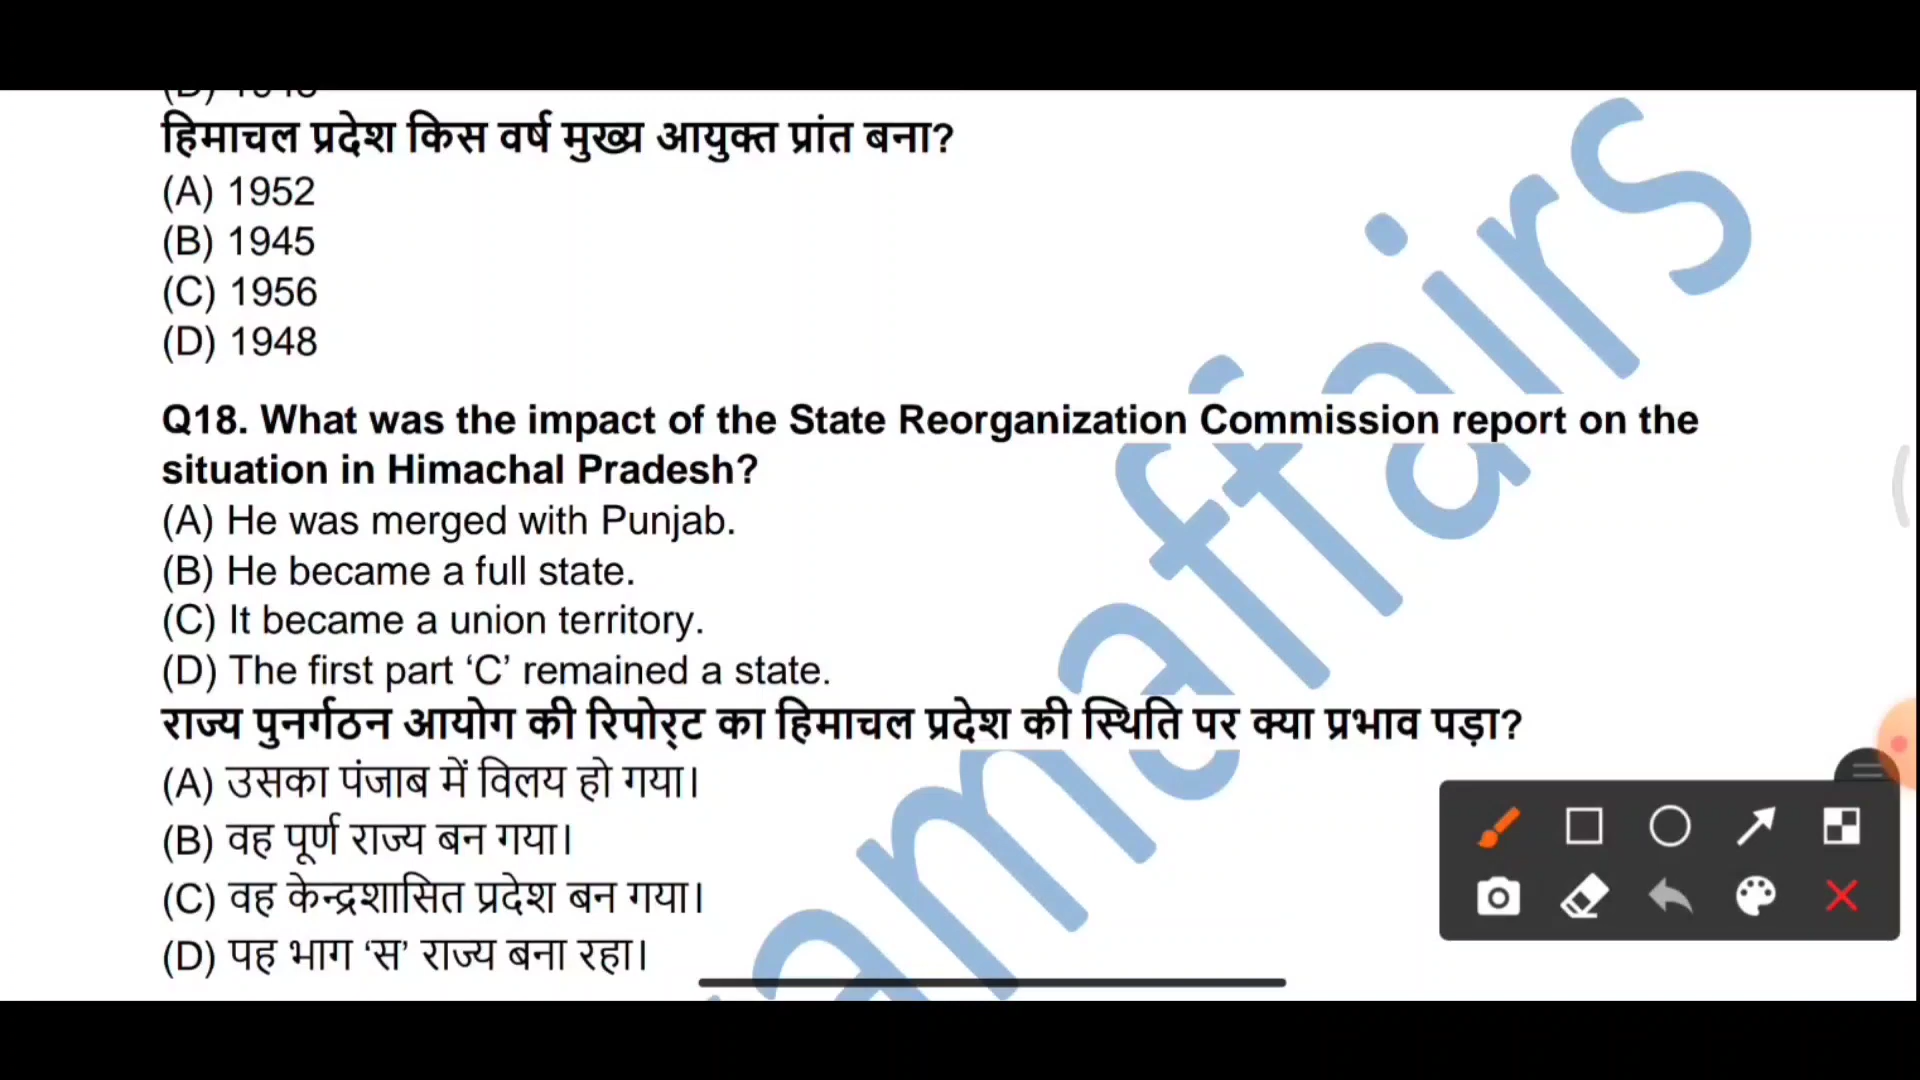 हिमाचल प्रदेश किस वर्ष मुख्य आयुक्त प्रांत बना?
(A) 1952
(B) 1945
(C) 1956
(D) 1948
Q18. What was the impact of the State Reorganization Commission report on the
situation in Himachal Pradesh?
(A) He was merged with Punjab.
(B) He became a full state.
(C) It became a union territory.
(D) The first part ‘C’ remained a state.
राज्य पुनर्गठन आयोग की रिपोर्ट का हिमाचल प्रदेश की स्थिति पर क्या प्रभाव पड़ा?
(A) उसका पंजाब में विलय हो गया।
(B) वह पूर्ण राज्य बन गया।
(C) वह केन्द्रशासित प्रदेश बन गया।
(D) पह भाग ‘स’ राज्य बना रहा।